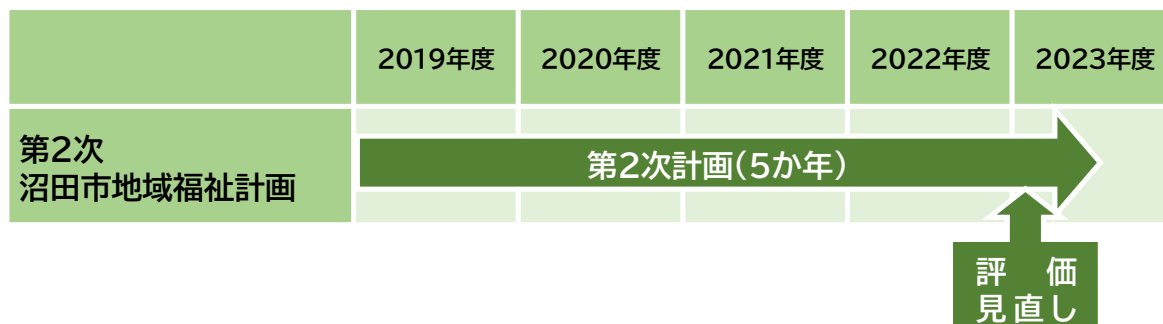 2019年度 2020年度 2021年度 2022年度 2023年度
第2次
沼田市地域福祉計画
第2次計画(5か年)
評　価
見直し